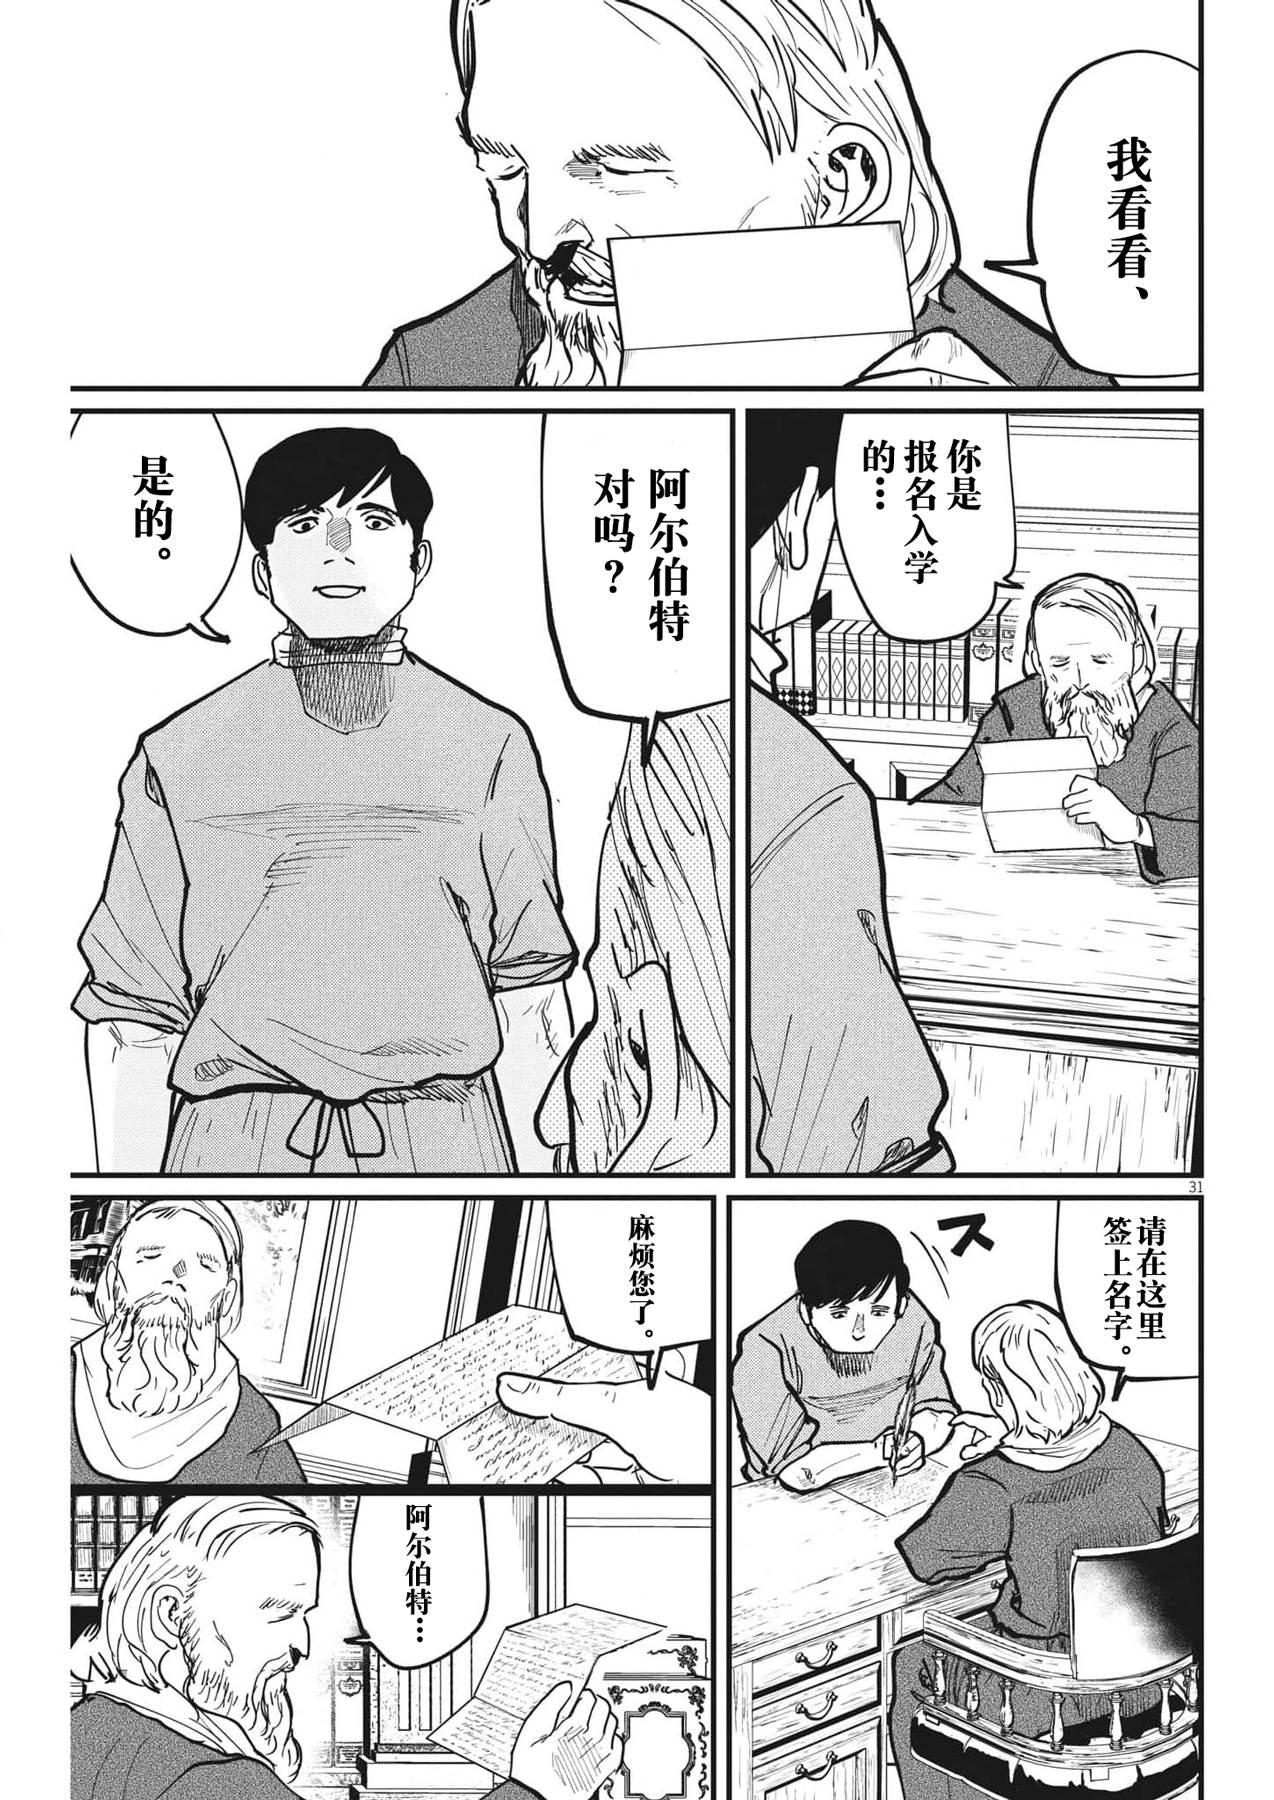 我看看、
你是
报名入学
的…
阿尔伯特
对吗？
是的。
31
请在这里
签上名字。
ス
麻烦您了。
阿尔伯特…